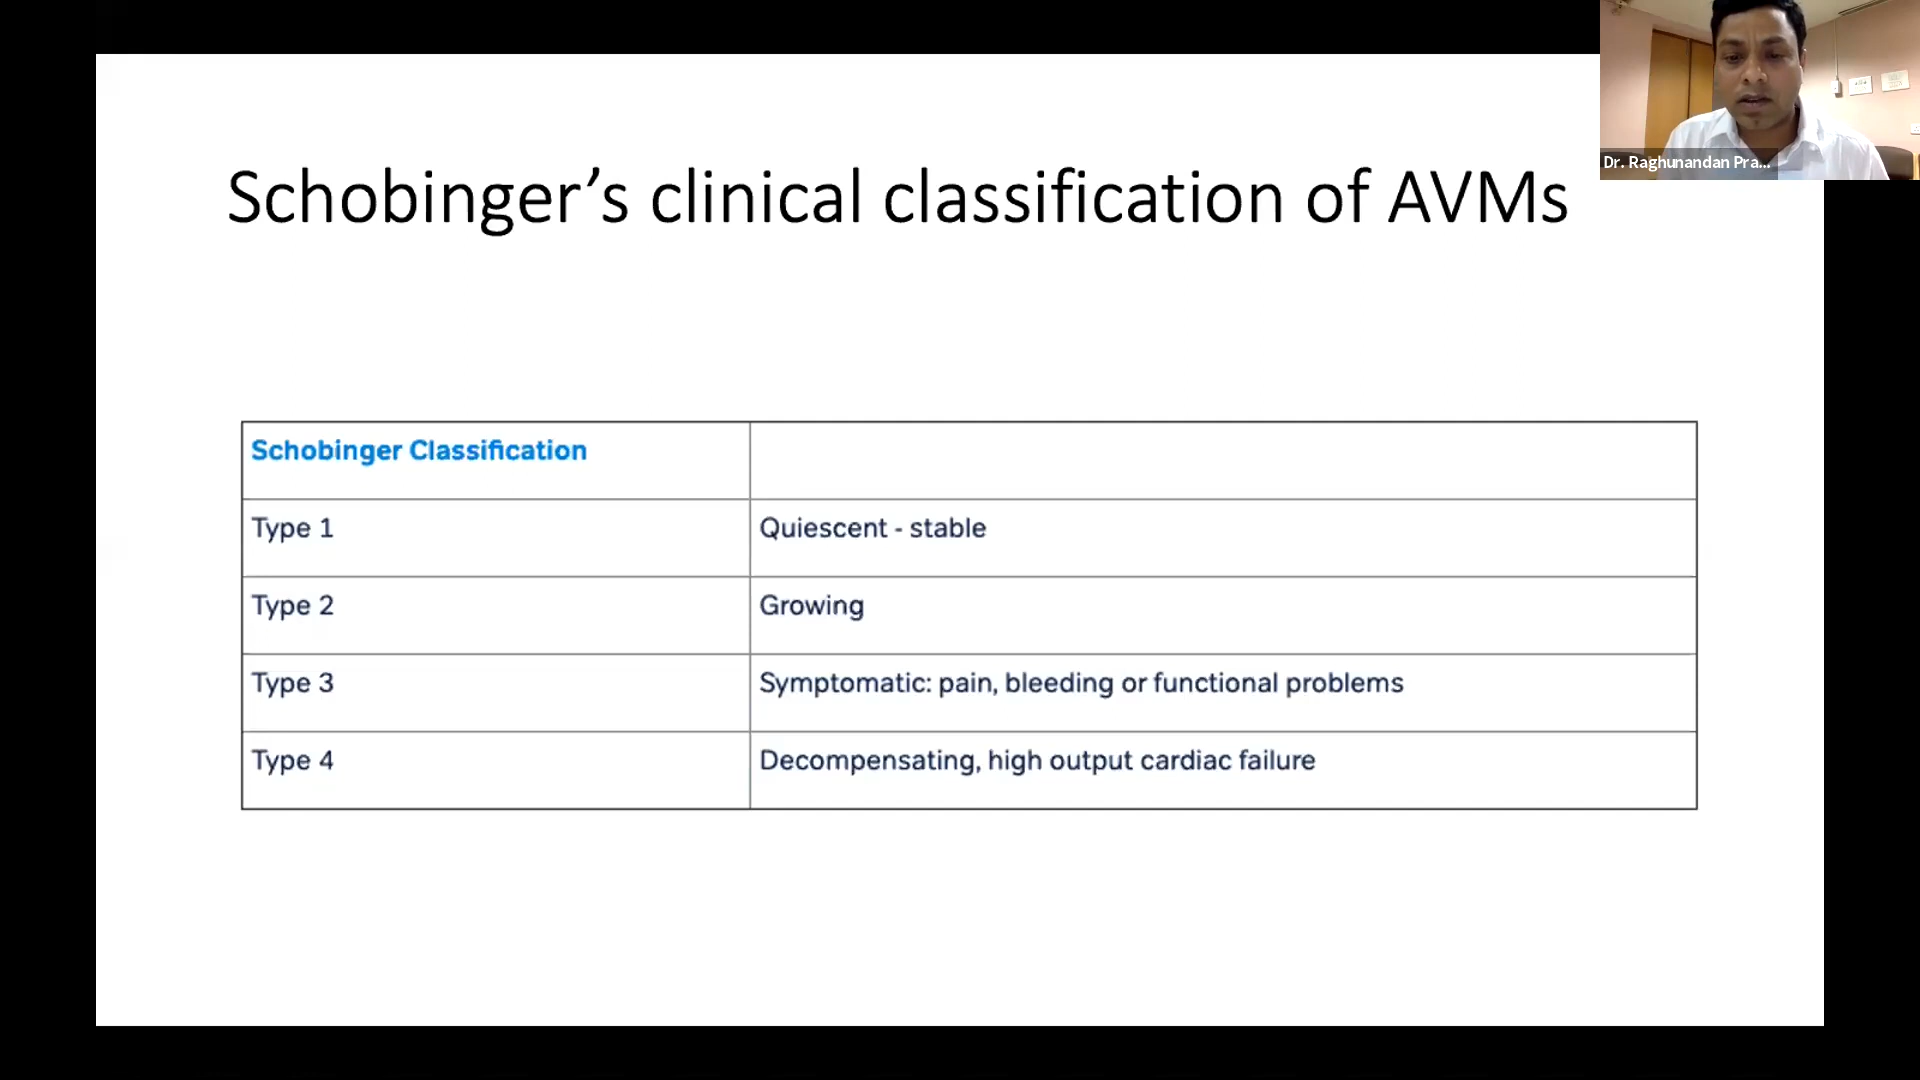 Dr. Raghunandan Pra...
Schobinger’s clinical classification of AVMs
Schobinger Classification
Type 1 Quiescent - stable
Type 2 Growing
Type 3 Symptomatic: pain, bleeding or functional problems
Type 4 Decompensating, high output cardiac failure